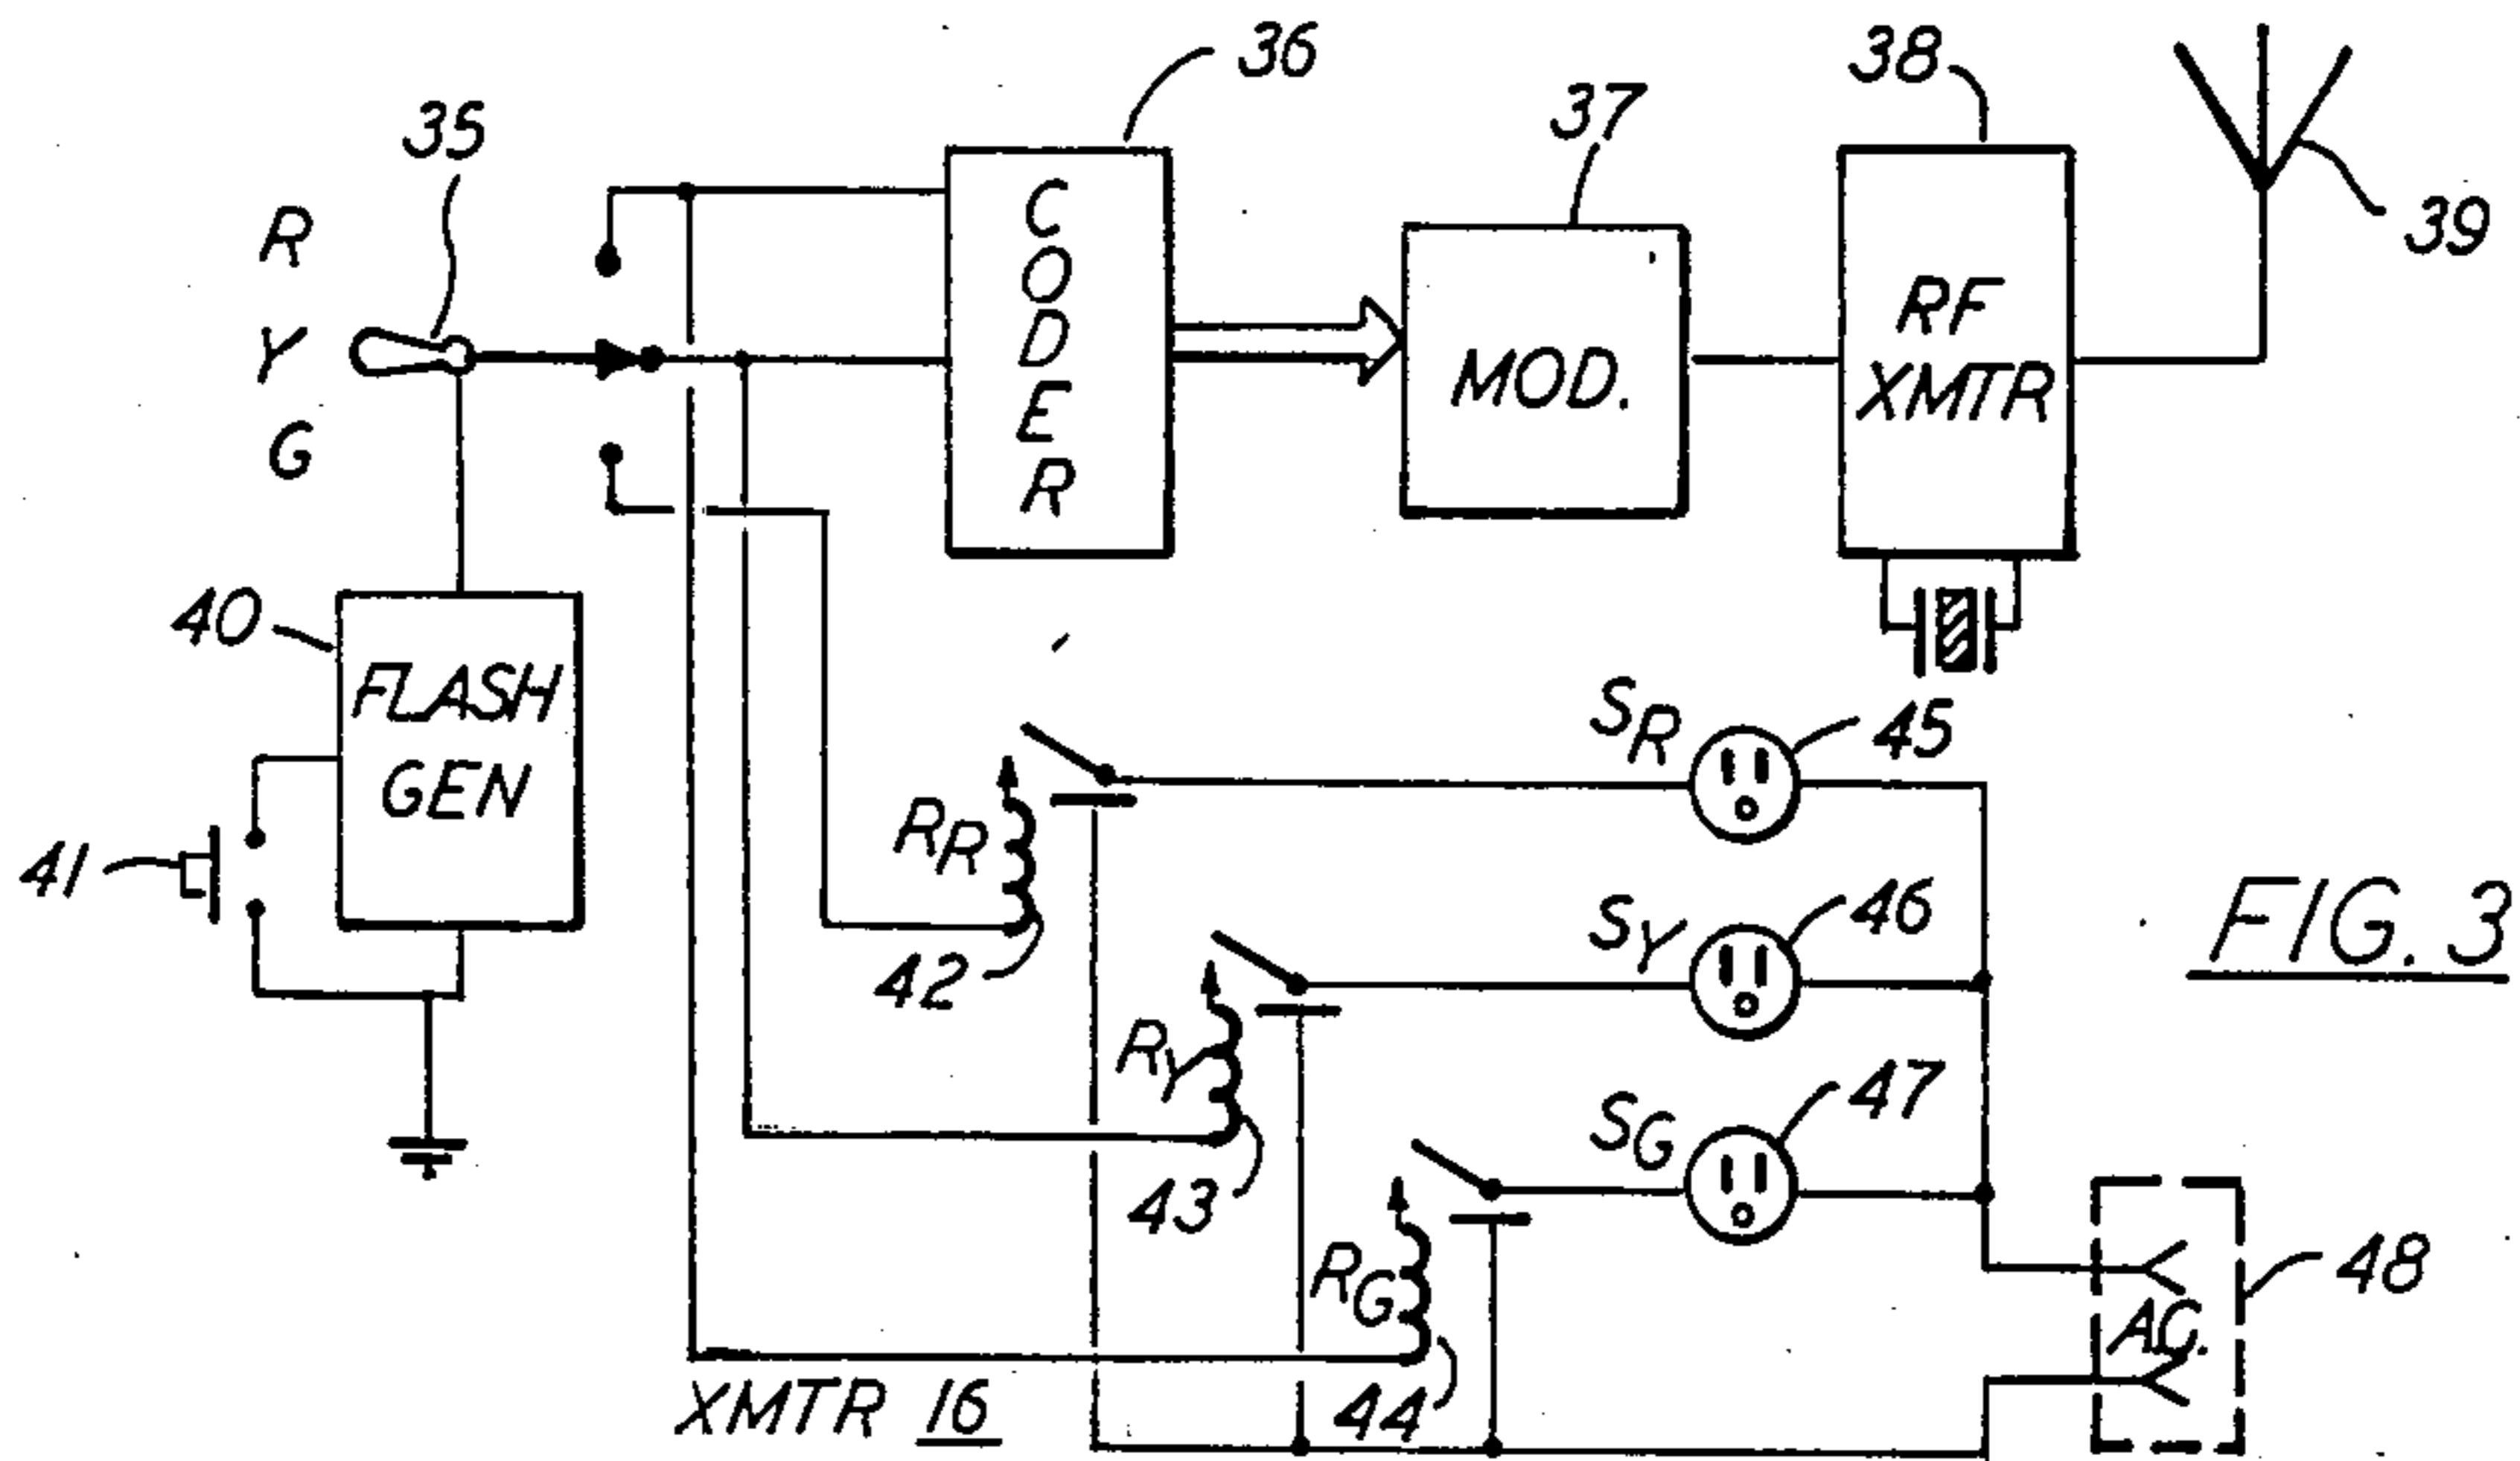 36
38
37
35
39
R
Y
G
CODER
MOD.
RF
XMTR
40
FLASH
GEN
41
SR
45
RR
42
SY
46
FIG. 3
RY
43
SG
47
RG
44
48
AC.
XMTR 16